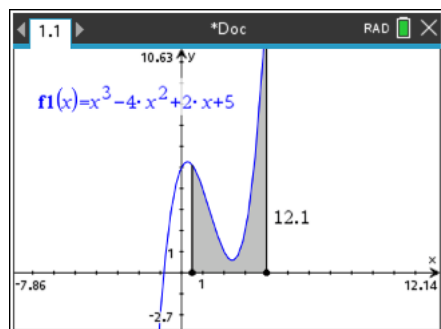 1.1 *Doc RAD
10.63 y
f1(x)=x³−4·x²+2·x+5
12.1
1
x
-7.86 1 12.14
-2.7